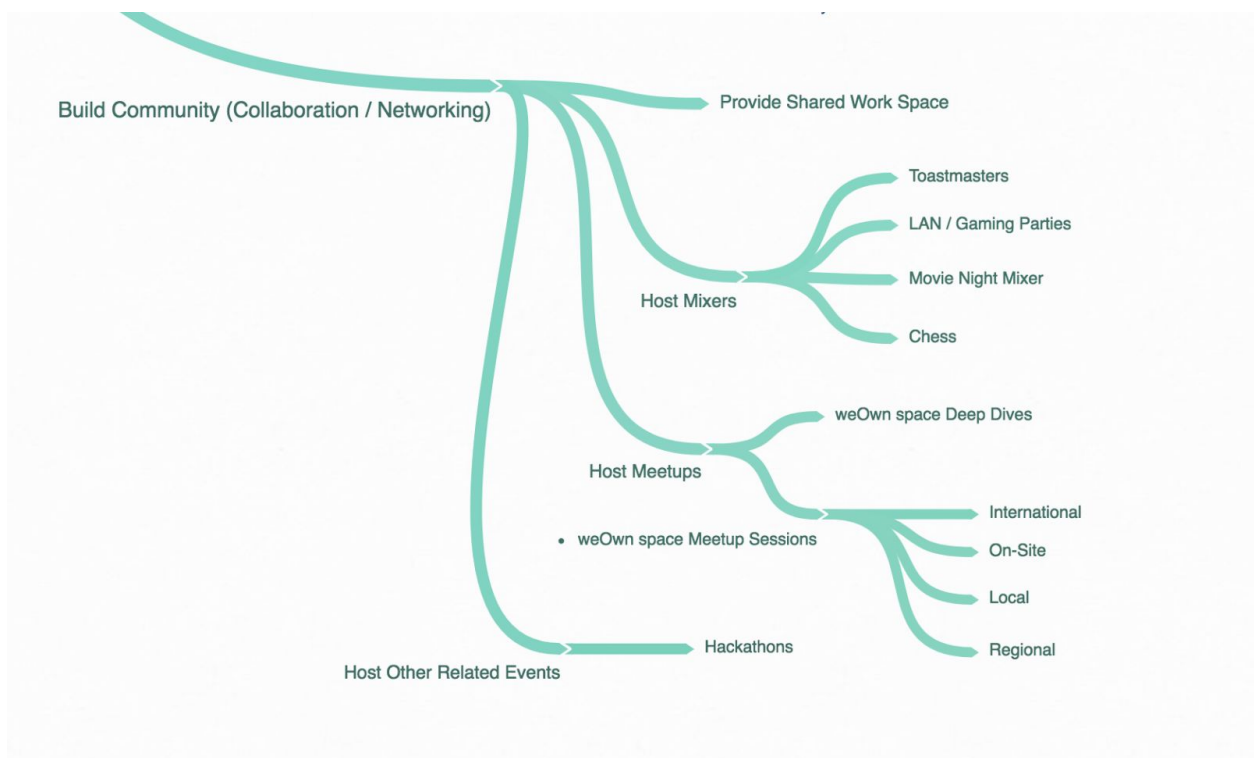 Build Community (Collaboration / Networking)
Provide Shared Work Space
Host Mixers
Toastmasters
LAN / Gaming Parties
Movie Night Mixer
Chess
Host Meetups
weOwn space Deep Dives
• weOwn space Meetup Sessions
International
On-Site
Local
Regional
Host Other Related Events
Hackathons